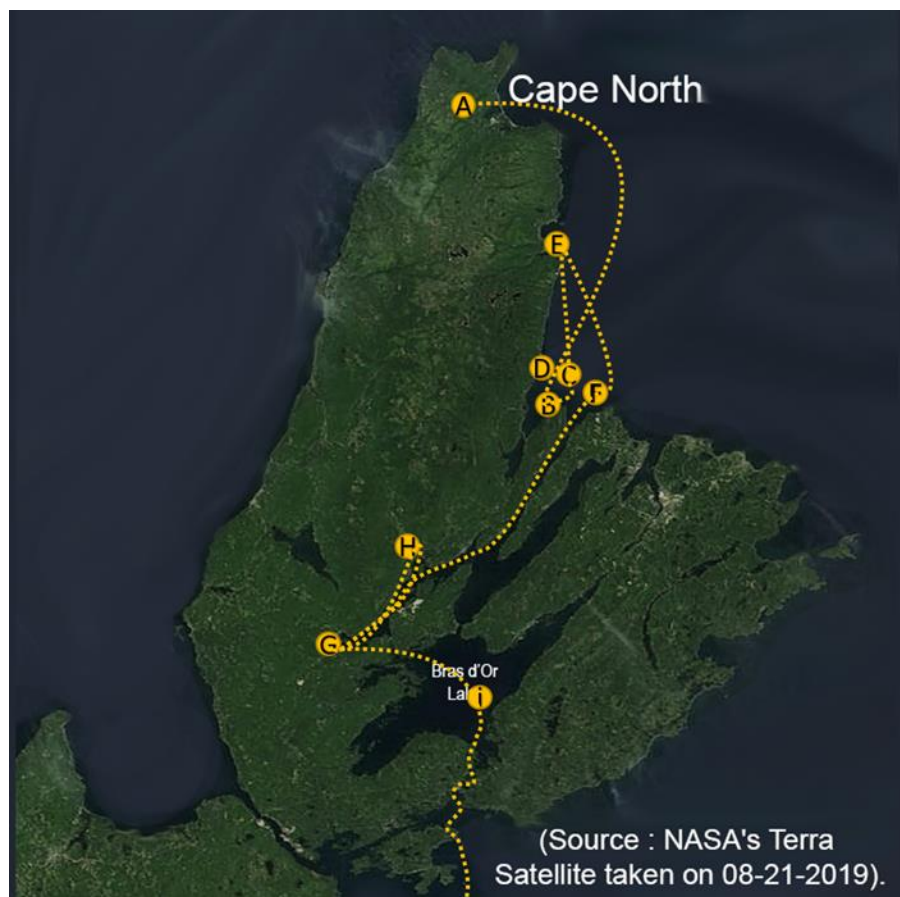 Cape North
A
E
D
C
B
F
H
G
Bras d'Or
i
(Source : NASA's Terra
Satellite taken on 08-21-2019).